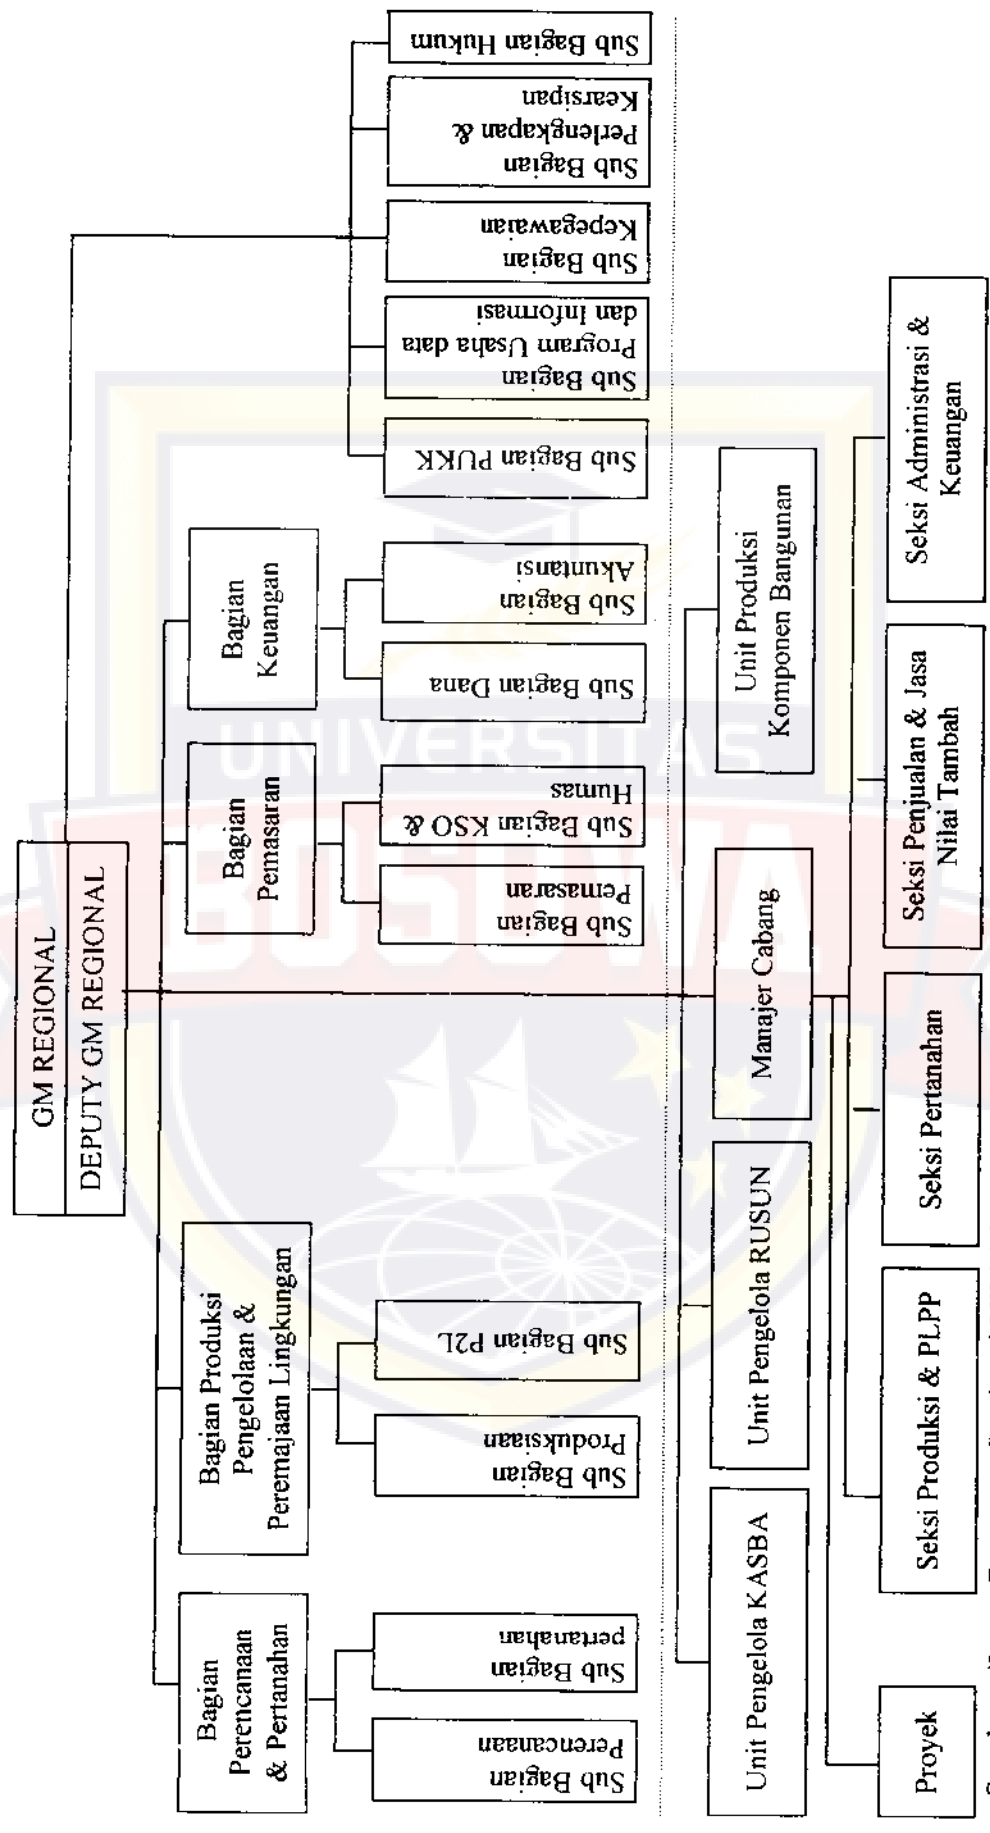 GM REGIONAL
DEPUTY GM REGIONAL
Bagian
Perencanaan
& Pertanahan
Bagian Produksi
Pengelolaan &
Peremajaan Lingkungan
Bagian
Pemasaran
Bagian
Keuangan
Sub Bagian
Perencanaan
Sub Bagian
pertanahan
Sub Bagian
Produksiaan
Sub Bagian P2L
Sub Bagian
Pemasaran
Sub Bagian KSO &
Humas
Sub Bagian Dana
Sub Bagian
Akuntansi
Sub Bagian PUKK
Sub Bagian
Program Usaha data
dan Informasi
Sub Bagian
Kepegawaian
Sub Bagian
Perlengkapan &
Kearsipan
Sub Bagian Hukum
Unit Pengelola KASBA
Unit Pengelola RUSUN
Manajer Cabang
Unit Produksi
Komponen Bangunan
Proyek
Seksi Produksi & PLPP
Seksi Pertanahan
Seksi Penjualan & Jasa
Nilai Tambah
Seksi Administrasi &
Keuangan
UNIVERSITAS
BOSOWA